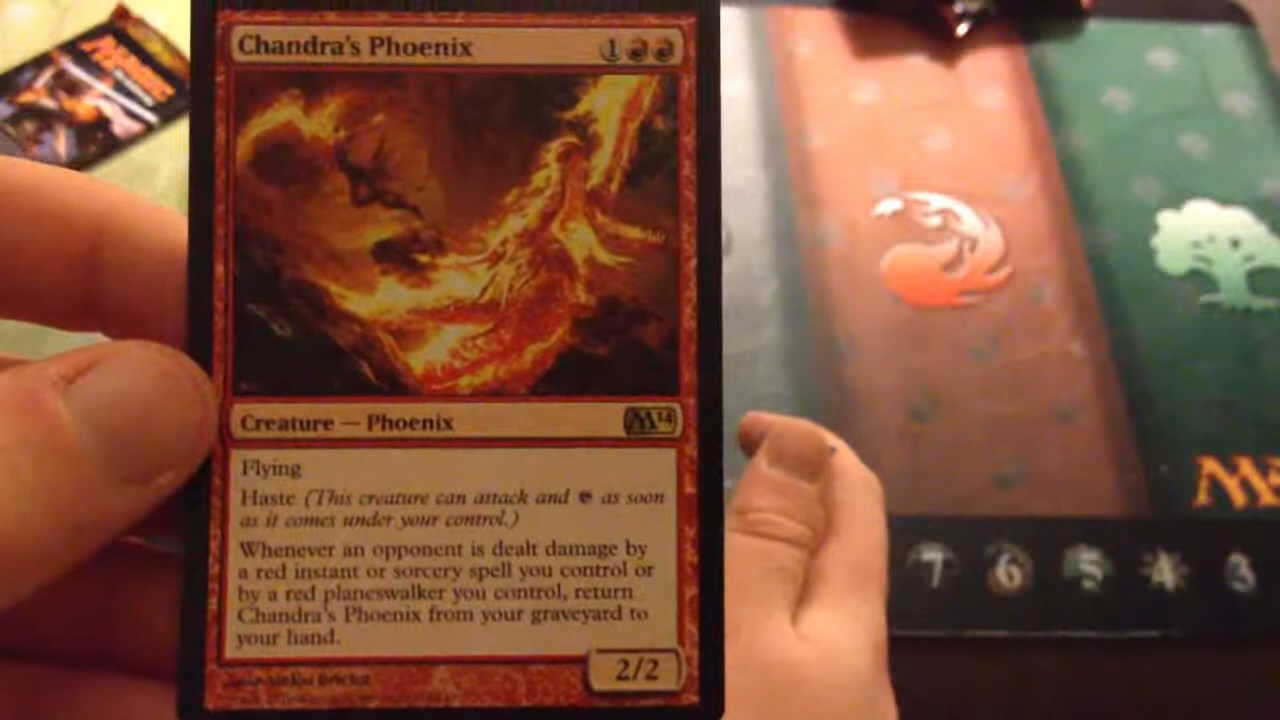 Chandra's Phoenix 1
Creature — Phoenix M14
Flying
Haste (This creature can attack and as soon
as it comes under your control.)
Whenever an opponent is dealt damage by
a red instant or sorcery spell you control or
by a red planeswalker you control, return
Chandra's Phoenix from your graveyard to
your hand.
2/2
7 6 5 4 3